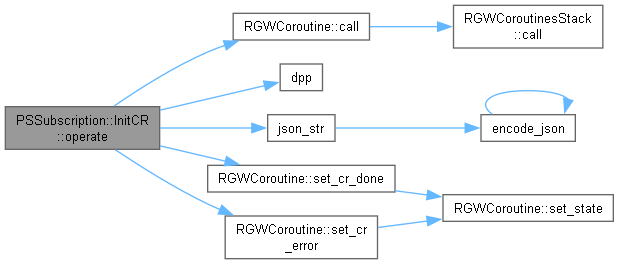 PSSubscription::InitCR
::operate
RGWCoroutine::call
RGWCoroutinesStack
::call
dpp
json_str
encode_json
RGWCoroutine::set_cr_done
RGWCoroutine::set_cr
_error
RGWCoroutine::set_state